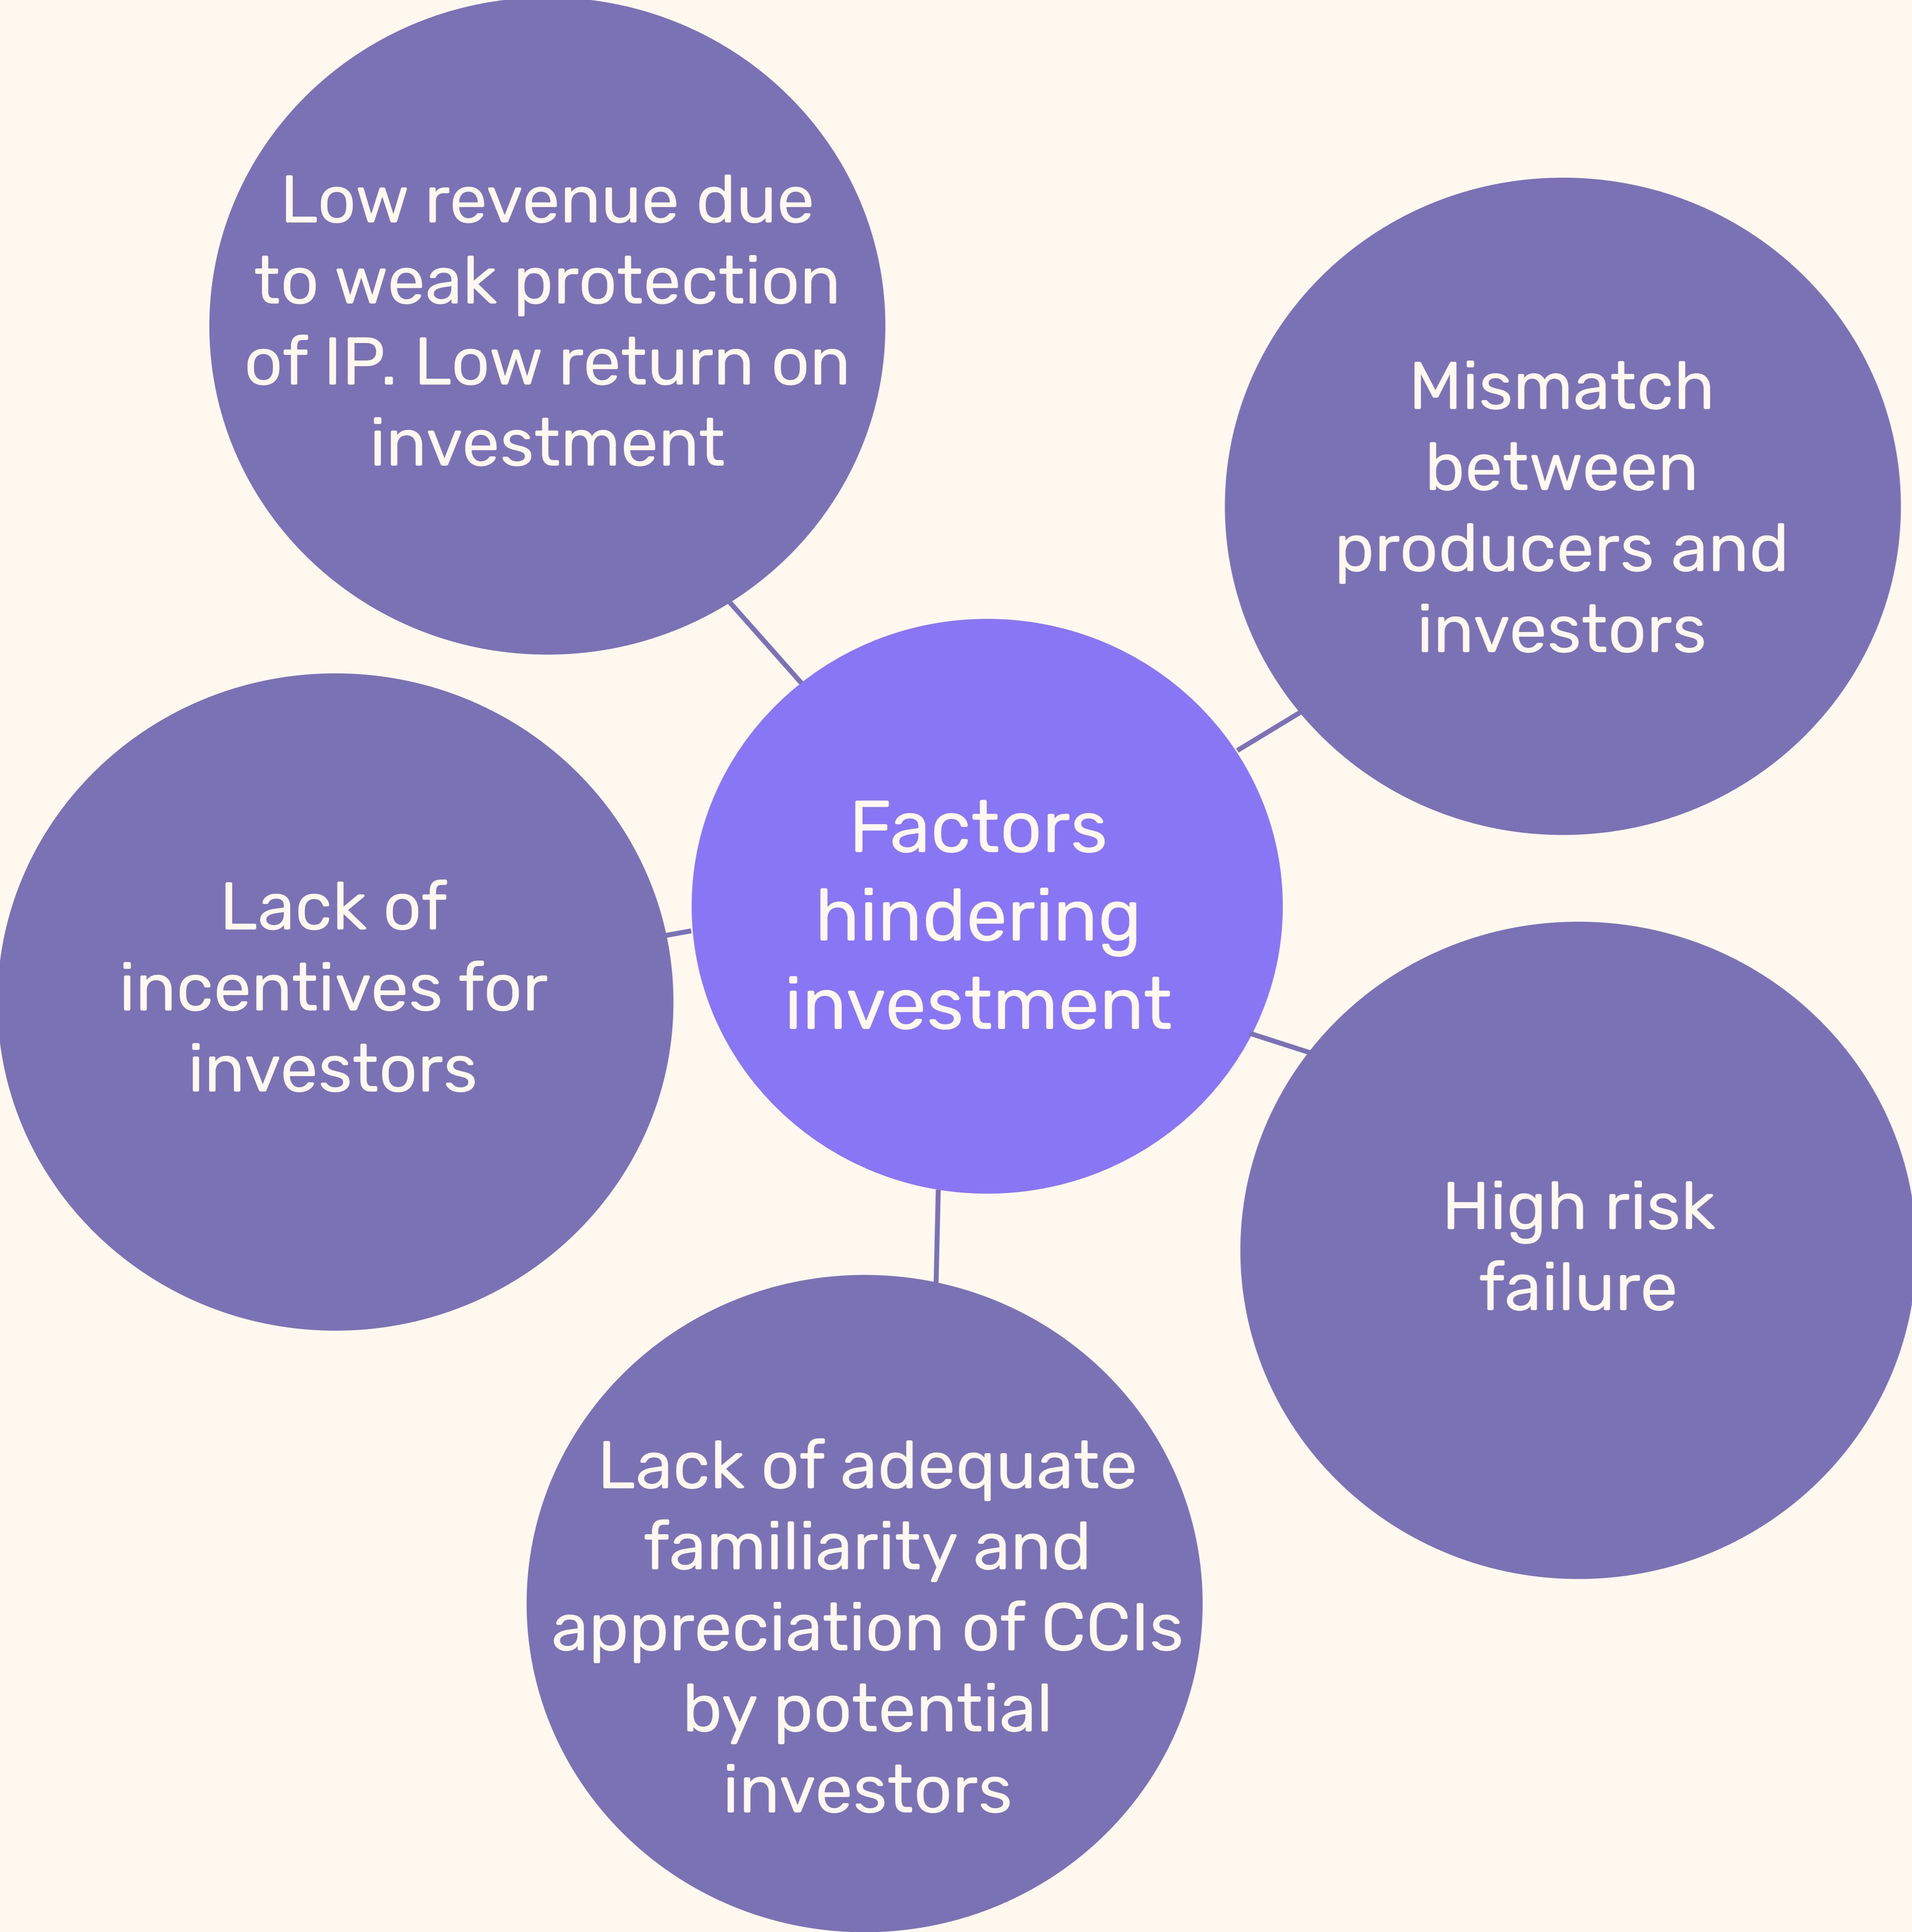 Low revenue due
to weak protection
of IP. Low return on
investment
Mismatch
between
producers and
investors
Factors
hindering
investment
Lack of
incentives for
investors
High risk
failure
Lack of adequate
familiarity and
appreciation of CCIs
by potential
investors